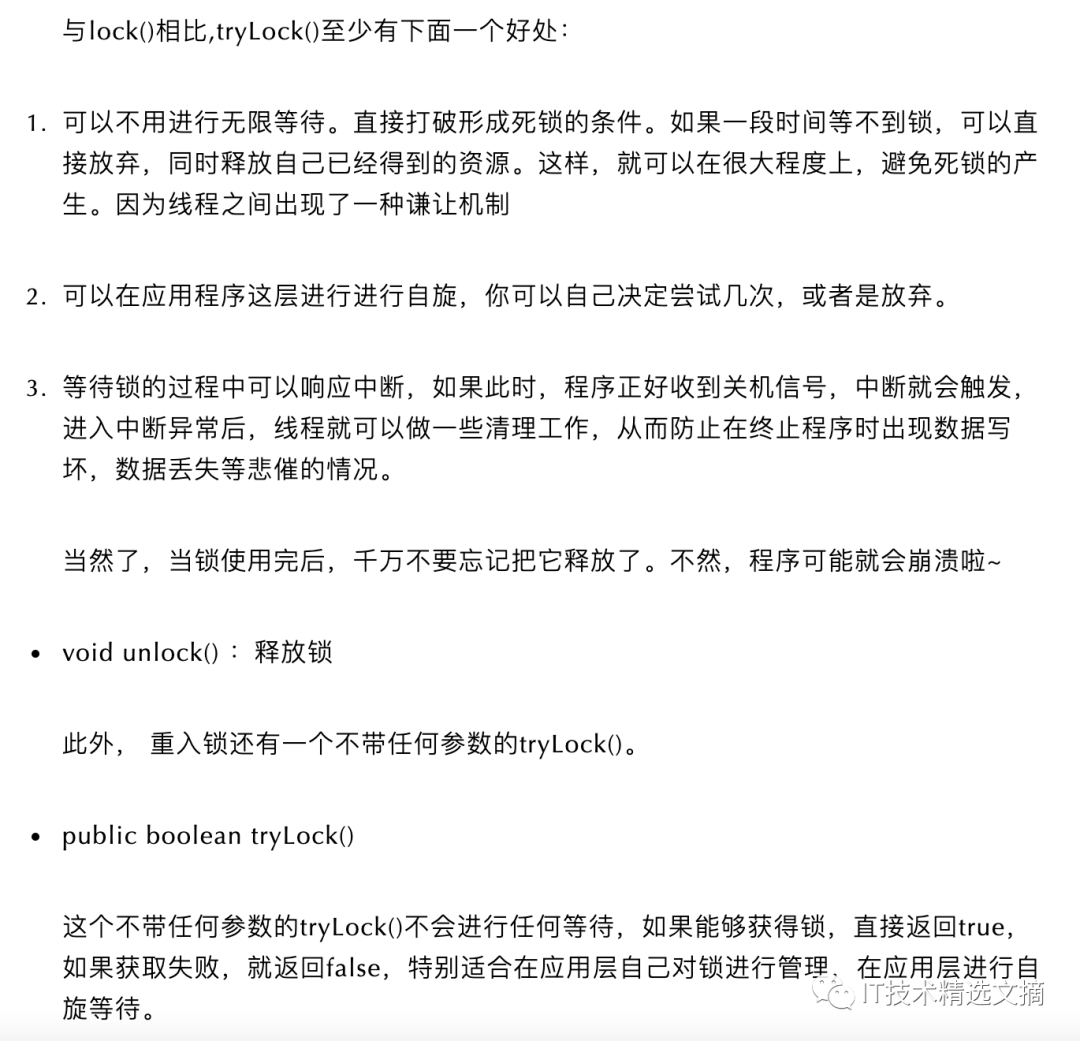 与lock()相比,tryLock()至少有下面一个好处：
1. 可以不用进行无限等待。直接打破形成死锁的条件。如果一段时间等不到锁，可以直
接放弃，同时释放自己已经得到的资源。这样，就可以在很大程度上，避免死锁的产
生。因为线程之间出现了一种谦让机制
2. 可以在应用程序这层进行进行自旋，你可以自己决定尝试几次，或者是放弃。
3. 等待锁的过程中可以响应中断，如果此时，程序正好收到关机信号，中断就会触发，
进入中断异常后，线程就可以做一些清理工作，从而防止在终止程序时出现数据写
坏，数据丢失等悲催的情况。
当然了，当锁使用完后，千万不要忘记把它释放了。不然，程序可能就会崩溃啦~
• void unlock() ：释放锁
此外， 重入锁还有一个不带任何参数的tryLock()。
• public boolean tryLock()
这个不带任何参数的tryLock()不会进行任何等待，如果能够获得锁，直接返回true，
如果获取失败，就返回false，特别适合在应用层自己对锁进行管理，在应用层进行自
旋等待。
IT技术精选文摘